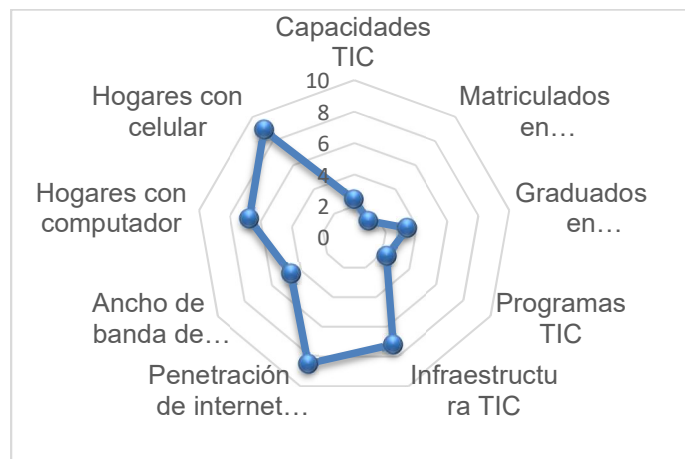 Capacidades
TIC
Matriculados
en…
Graduados
en…
Programas
TIC
Infraestructu
ra TIC
Penetración
de internet…
Ancho de
banda de…
Hogares con
computador
Hogares con
celular
10
8
6
4
2
0